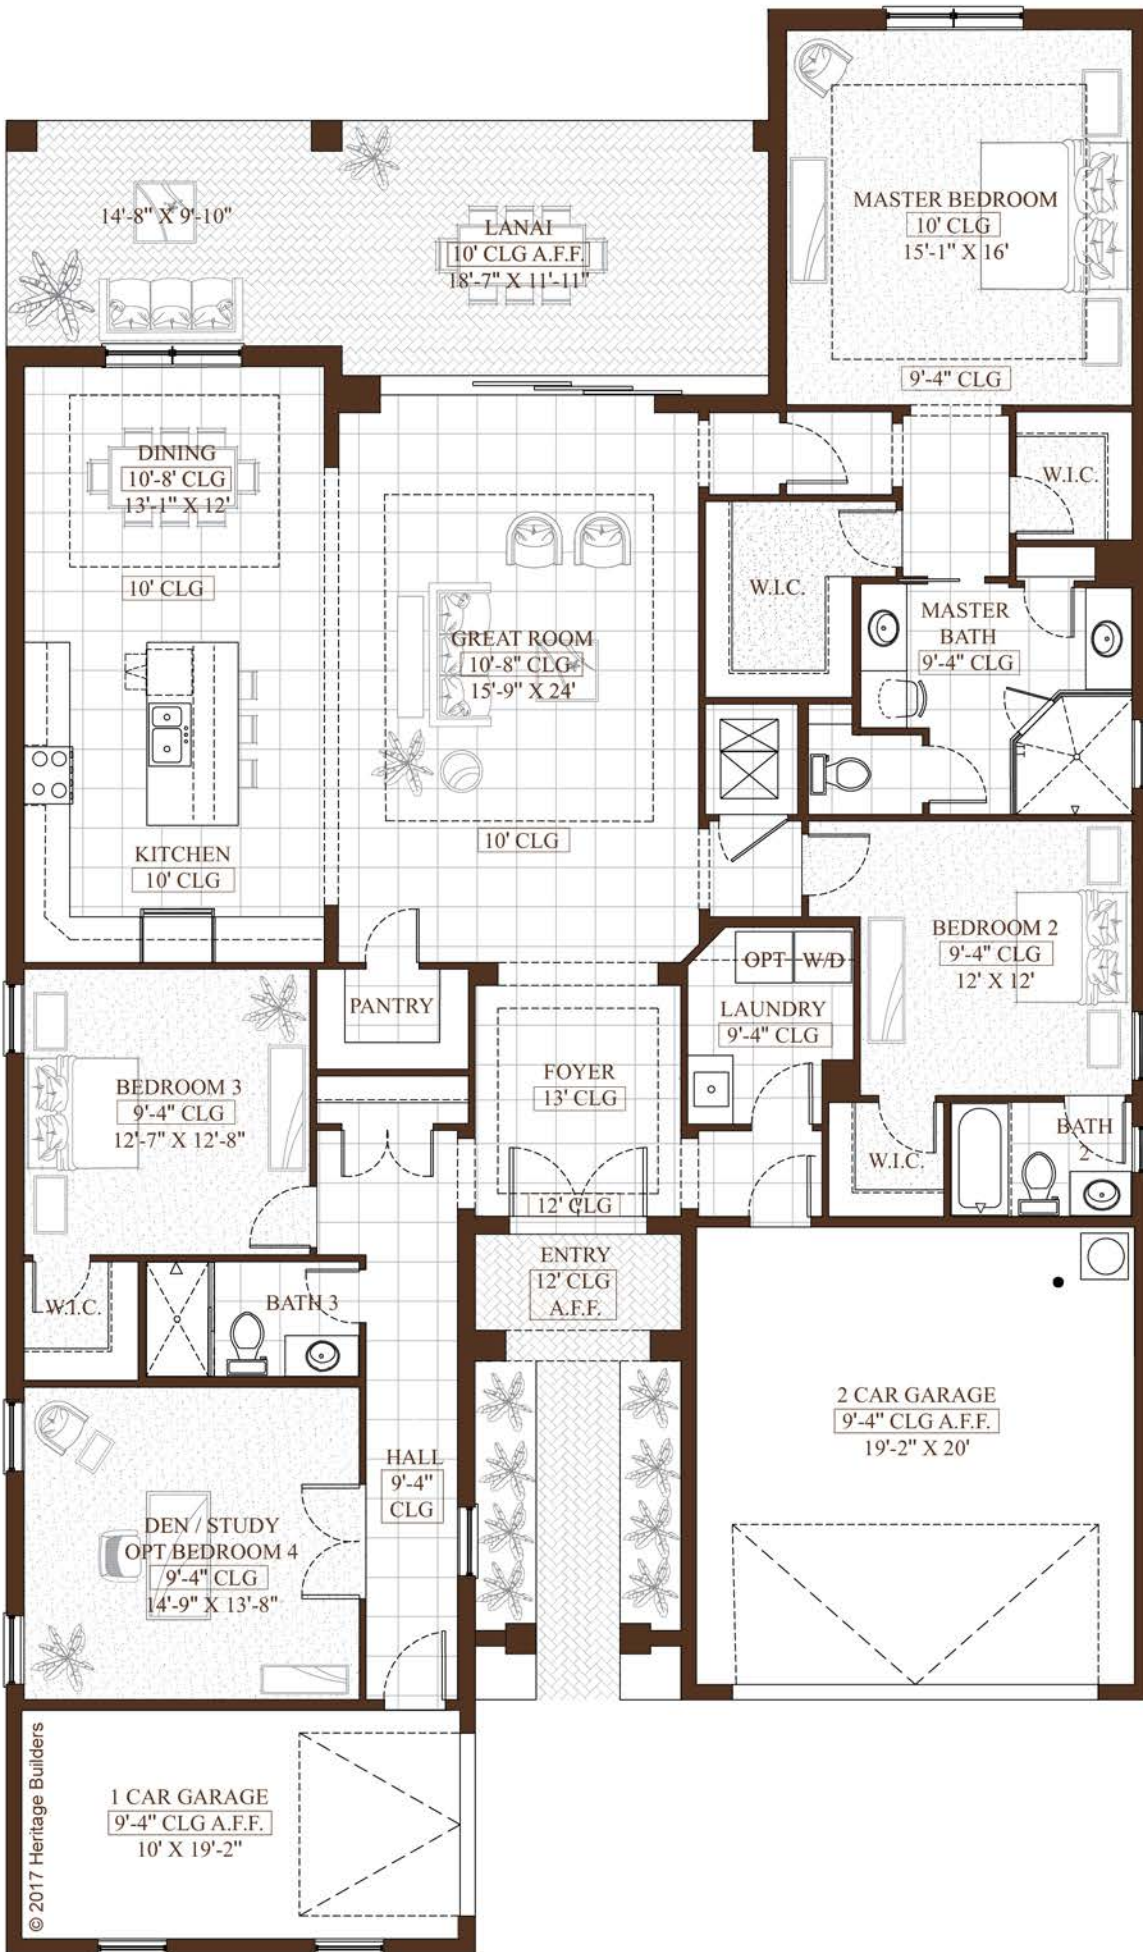 MASTER BEDROOM
10' CLG
15'-1" X 16'
9'-4" CLG
14'-8" X 9'-10"
LANAI
10' CLG A.F.F.
18'-7" X 11'-11"
DINING
10'-8' CLG
13'-1" X 12'
10' CLG
GREAT ROOM
10'-8" CLG
15'-9" X 24'
10' CLG
W.I.C.
W.I.C.
MASTER
BATH
9'-4" CLG
KITCHEN
10' CLG
BEDROOM 2
9'-4" CLG
12' X 12'
OPT W/D
LAUNDRY
9'-4" CLG
PANTRY
FOYER
13' CLG
12' CLG
BEDROOM 3
9'-4" CLG
12'-7" X 12'-8"
W.I.C.
BATH
2
W.I.C.
BATH 3
ENTRY
12' CLG
A.F.F.
2 CAR GARAGE
9'-4" CLG A.F.F.
19'-2" X 20'
HALL
9'-4"
CLG
DEN / STUDY
OPT BEDROOM 4
9'-4" CLG
14'-9" X 13'-8"
1 CAR GARAGE
9'-4" CLG A.F.F.
10' X 19'-2"
© 2017 Heritage Builders